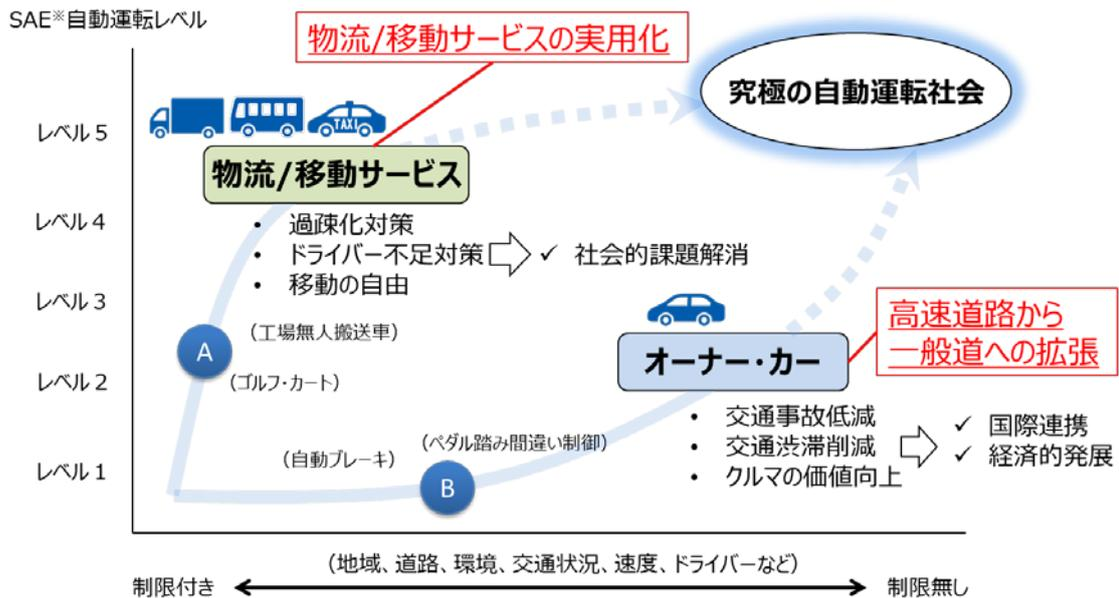 SAE※自動運転レベル
物流/移動サービスの実用化
究極の自動運転社会
TAXI
レベル5
物流/移動サービス
レベル4
• 過疎化対策
• ドライバー不足対策
• 移動の自由
✓ 社会的課題解消
レベル3
高速道路から
一般道への拡張
A
(工場無人搬送車)
オーナー・カー
レベル2
(ゴルフ・カート)
• 交通事故低減
• 交通渋滞削減
• クルマの価値向上
✓ 国際連携
✓ 経済的発展
(ペダル踏み間違い制御)
(自動ブレーキ)
レベル1
B
(地域、道路、環境、交通状況、速度、ドライバーなど)
制限付き
制限無し